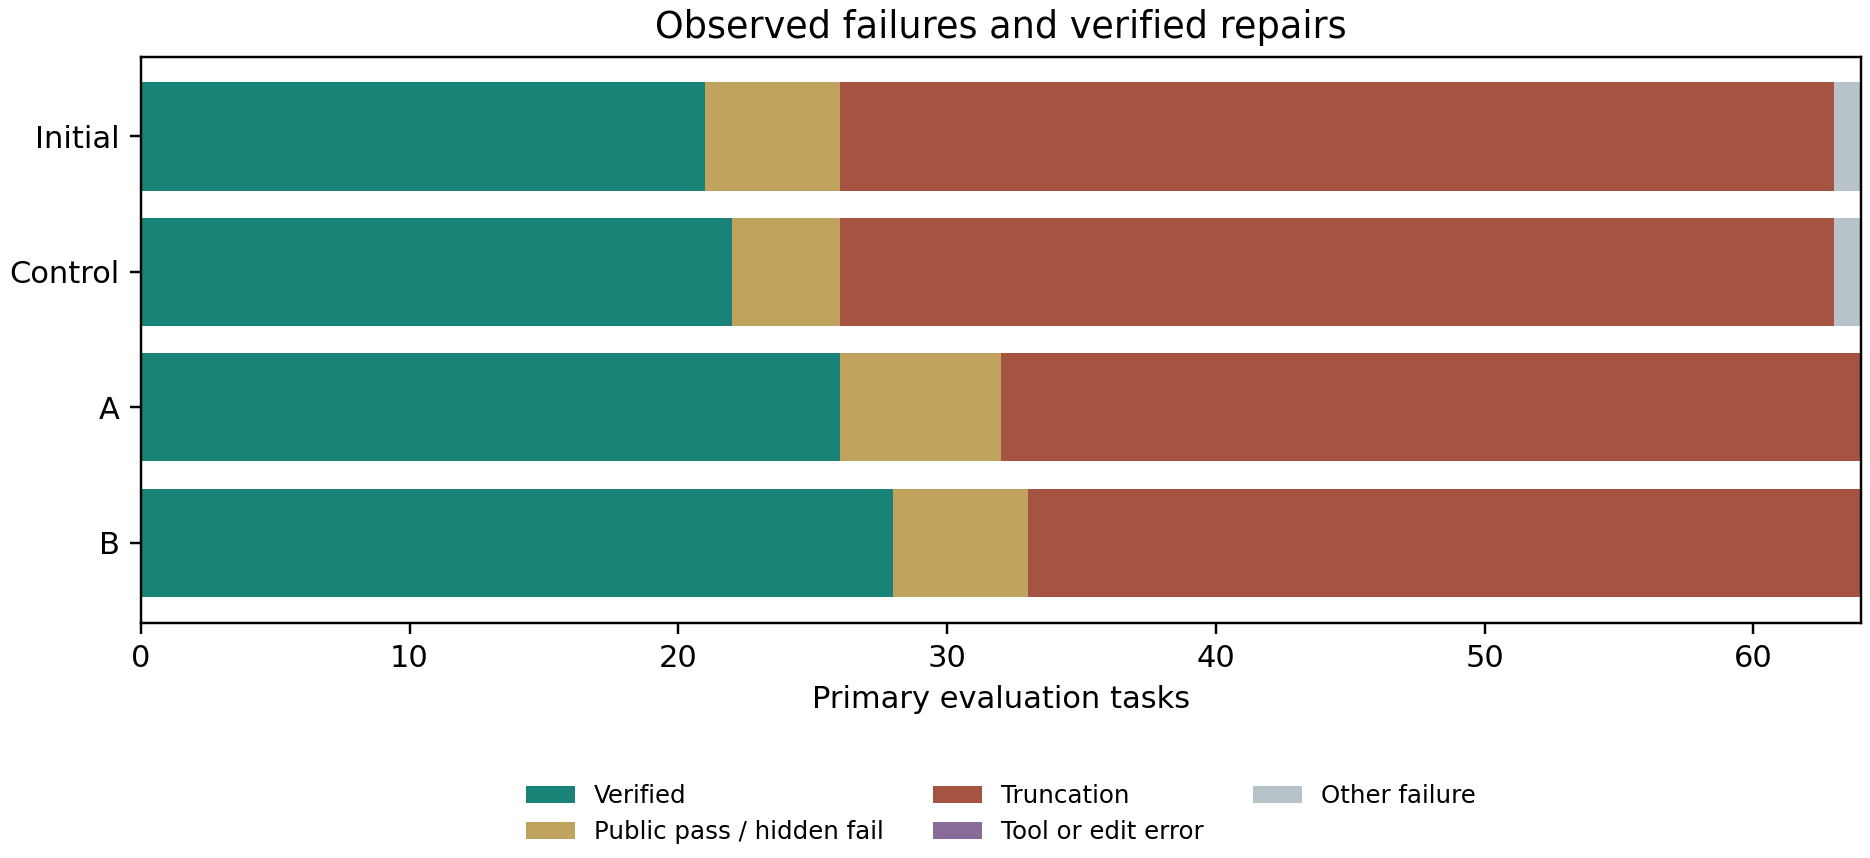 Observed failures and verified repairs
Initial
Control
A
B
0 10 20 30 40 50 60
Primary evaluation tasks
Verified Truncation Other failure
Public pass / hidden fail Tool or edit error